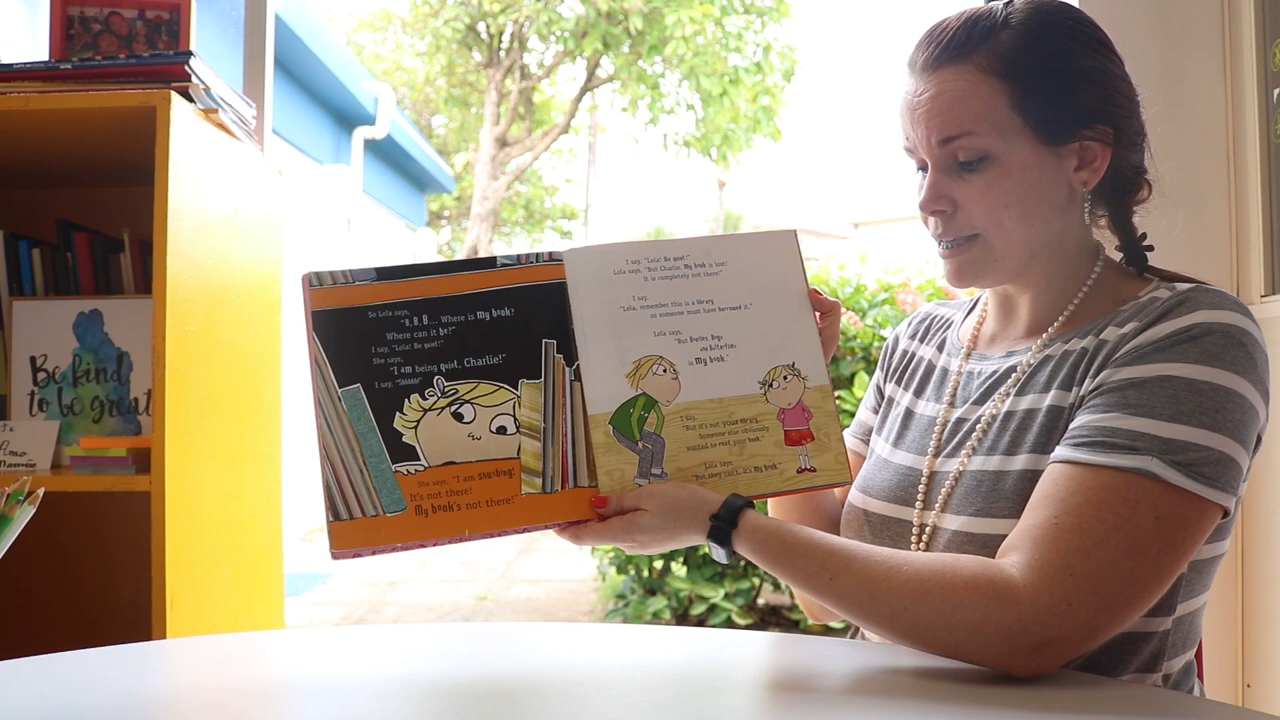 Be kind
to be great
Amo
So Lola says,
"B, B, B... Where is my book?
Where can it be?"
I say, "Lola! Be quiet!"
She says,
"I am being quiet, Charlie!"
I say, "Shhhhh!"
She says, "I am shushing!
It's not there!
My book's not there!"
I say, "Lola! Be quiet!"
Lola says, "But Charlie, my book is lost!
It is completely not there!"
I say,
"Lola, remember this is a library,
so someone must have borrowed it."
Lola says,
"But Beetles, Bugs
and Butterflies
is my book."
I say,
"But it's not your library.
Someone else obviously
wanted to read your book."
Lola says,
"But they can't. It's my book."